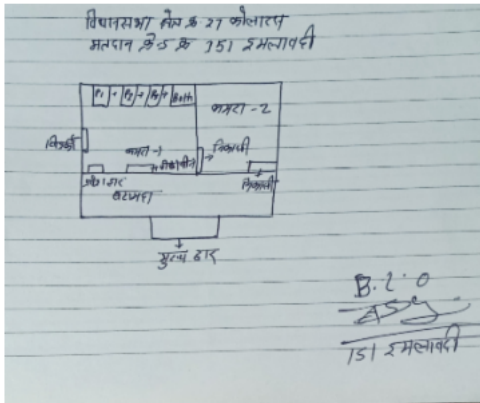 विधानसभा क्षेत्र क्र 27 कोलारस
मतदान केन्द्र क्र 151 इमलावदी
P1 P2 P3 Both
कमरा - 2
खिड़की
कमरा - 1
निकासी
निकासी
बरामदा
मुख्य द्वार
B.L.O
151 इमलावदी